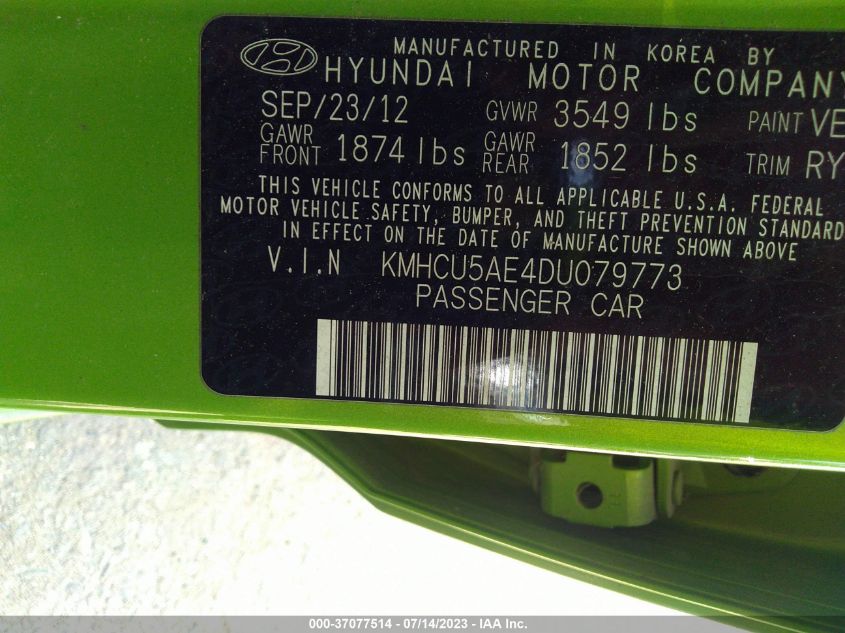 MANUFACTURED IN KOREA BY
HYUNDAI MOTOR COMPANY
SEP/23/12 GVWR 3549 lbs PAINT VE
GAWR FRONT 1874 lbs GAWR REAR 1852 lbs TRIM RY
THIS VEHICLE CONFORMS TO ALL APPLICABLE U.S.A. FEDERAL
MOTOR VEHICLE SAFETY, BUMPER, AND THEFT PREVENTION STANDARD
IN EFFECT ON THE DATE OF MANUFACTURE SHOWN ABOVE
V.I.N KMHCU5AE4DU079773
PASSENGER CAR
000-37077514 - 07/14/2023 - IAA Inc.